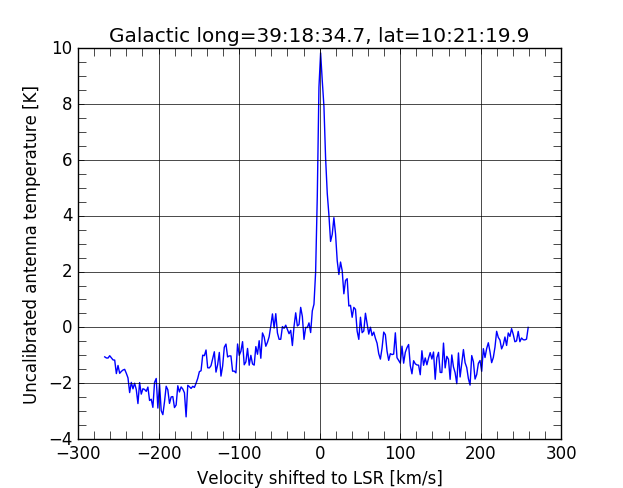 Galactic long=39:18:34.7, lat=10:21:19.9
Uncalibrated antenna temperature [K]
10
8
6
4
2
0
−2
−4
−300 −200 −100 0 100 200 300
Velocity shifted to LSR [km/s]